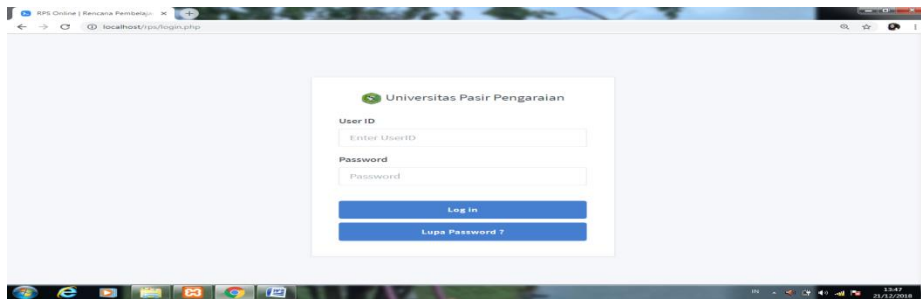 RPS Online | Rencana Pembelaja
localhost/rps/login.php
Universitas Pasir Pengaraian
User ID
Enter UserID
Password
Password
Log in
Lupa Password ?
IN
13:47
21/12/2018